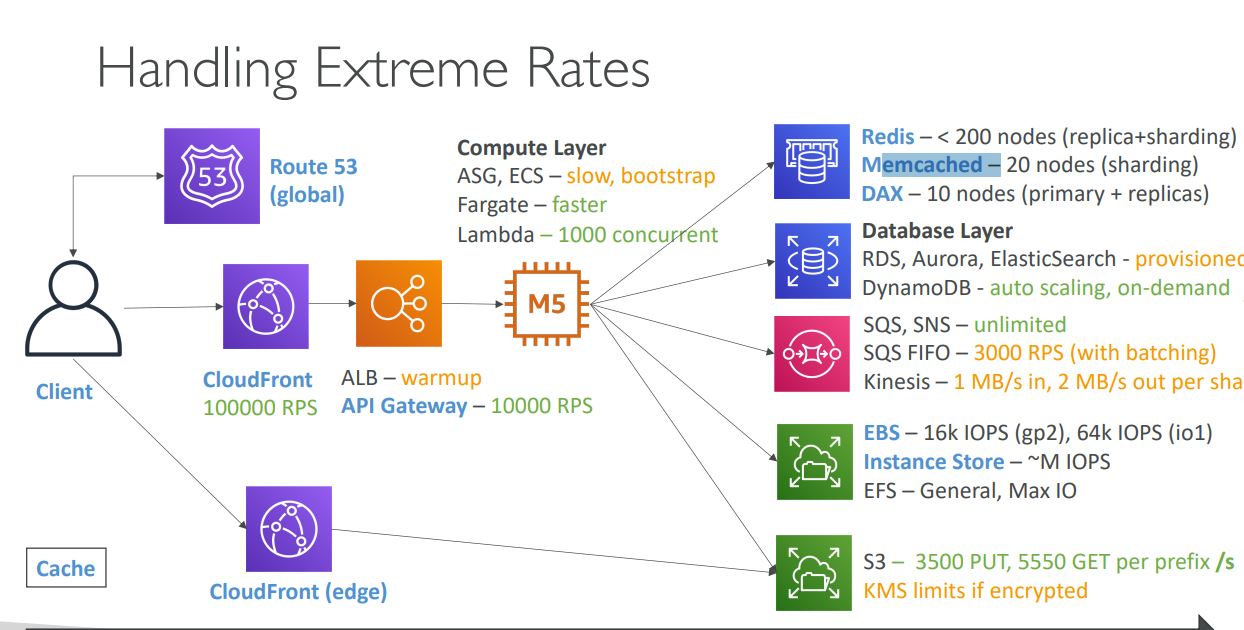 Handling Extreme Rates
53
Route 53
(global)
Compute Layer
ASG, ECS – slow, bootstrap
Fargate – faster
Lambda – 1000 concurrent
Redis – < 200 nodes (replica+sharding)
Memcached – 20 nodes (sharding)
DAX – 10 nodes (primary + replicas)
Database Layer
RDS, Aurora, ElasticSearch - provisioned
DynamoDB - auto scaling, on-demand
M5
SQS, SNS – unlimited
SQS FIFO – 3000 RPS (with batching)
Kinesis – 1 MB/s in, 2 MB/s out per sha
Client
CloudFront
100000 RPS
ALB – warmup
API Gateway – 10000 RPS
EBS – 16k IOPS (gp2), 64k IOPS (io1)
Instance Store – ~M IOPS
EFS – General, Max IO
Cache
CloudFront (edge)
S3 – 3500 PUT, 5550 GET per prefix /s
KMS limits if encrypted